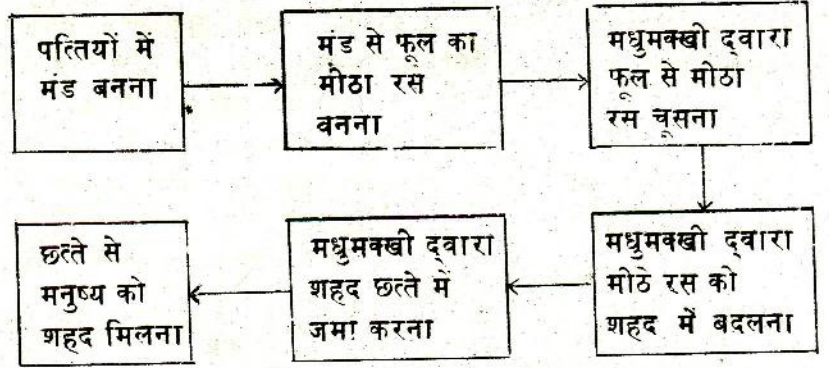 पत्तियों में
मंड बनना
मंड से फूल का
मीठा रस
वनना
मधुमक्खी द्वारा
फूल से मीठा
रस चूसना
मधुमक्खी द्वारा
मीठे रस को
शहद में बदलना
मधुमक्खी द्वारा
शहद छत्ते में
जमा करना
छत्ते से
मनुष्य को
शहद मिलना